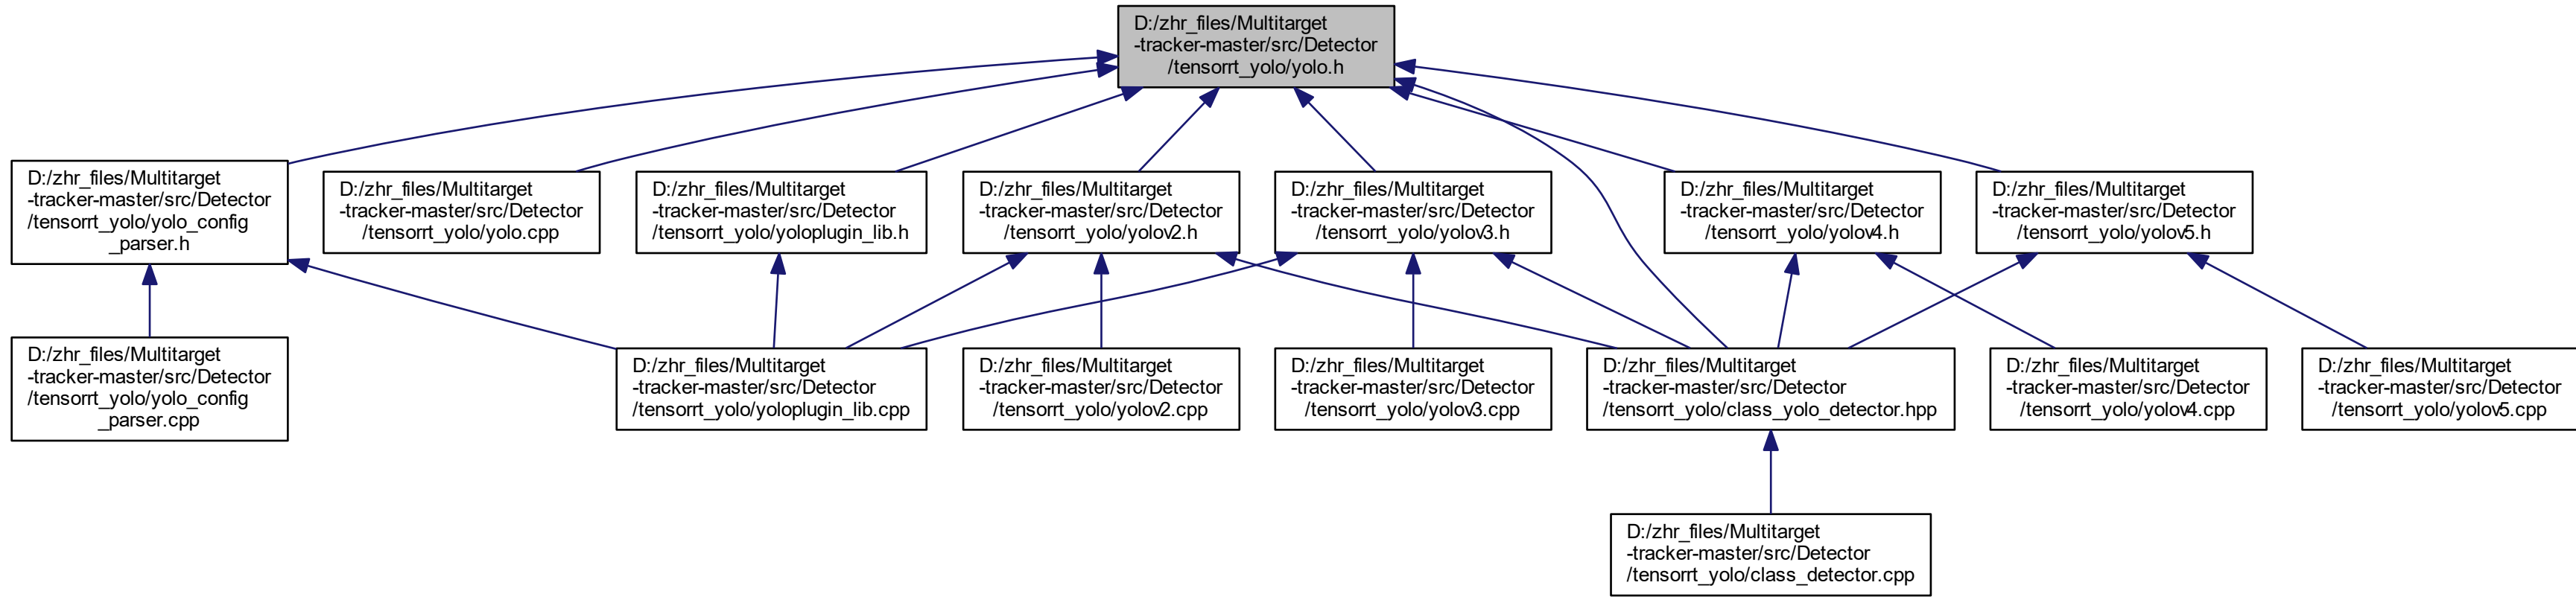 D:/zhr_files/Multitarget
-tracker-master/src/Detector
/tensorrt_yolo/yolo.h
D:/zhr_files/Multitarget
-tracker-master/src/Detector
/tensorrt_yolo/yolo_config
_parser.h
D:/zhr_files/Multitarget
-tracker-master/src/Detector
/tensorrt_yolo/yolo.cpp
D:/zhr_files/Multitarget
-tracker-master/src/Detector
/tensorrt_yolo/yoloplugin_lib.h
D:/zhr_files/Multitarget
-tracker-master/src/Detector
/tensorrt_yolo/yolov2.h
D:/zhr_files/Multitarget
-tracker-master/src/Detector
/tensorrt_yolo/yolov3.h
D:/zhr_files/Multitarget
-tracker-master/src/Detector
/tensorrt_yolo/yolov4.h
D:/zhr_files/Multitarget
-tracker-master/src/Detector
/tensorrt_yolo/yolov5.h
D:/zhr_files/Multitarget
-tracker-master/src/Detector
/tensorrt_yolo/yolo_config
_parser.cpp
D:/zhr_files/Multitarget
-tracker-master/src/Detector
/tensorrt_yolo/yoloplugin_lib.cpp
D:/zhr_files/Multitarget
-tracker-master/src/Detector
/tensorrt_yolo/yolov2.cpp
D:/zhr_files/Multitarget
-tracker-master/src/Detector
/tensorrt_yolo/yolov3.cpp
D:/zhr_files/Multitarget
-tracker-master/src/Detector
/tensorrt_yolo/class_yolo_detector.hpp
D:/zhr_files/Multitarget
-tracker-master/src/Detector
/tensorrt_yolo/yolov4.cpp
D:/zhr_files/Multitarget
-tracker-master/src/Detector
/tensorrt_yolo/yolov5.cpp
D:/zhr_files/Multitarget
-tracker-master/src/Detector
/tensorrt_yolo/class_detector.cpp